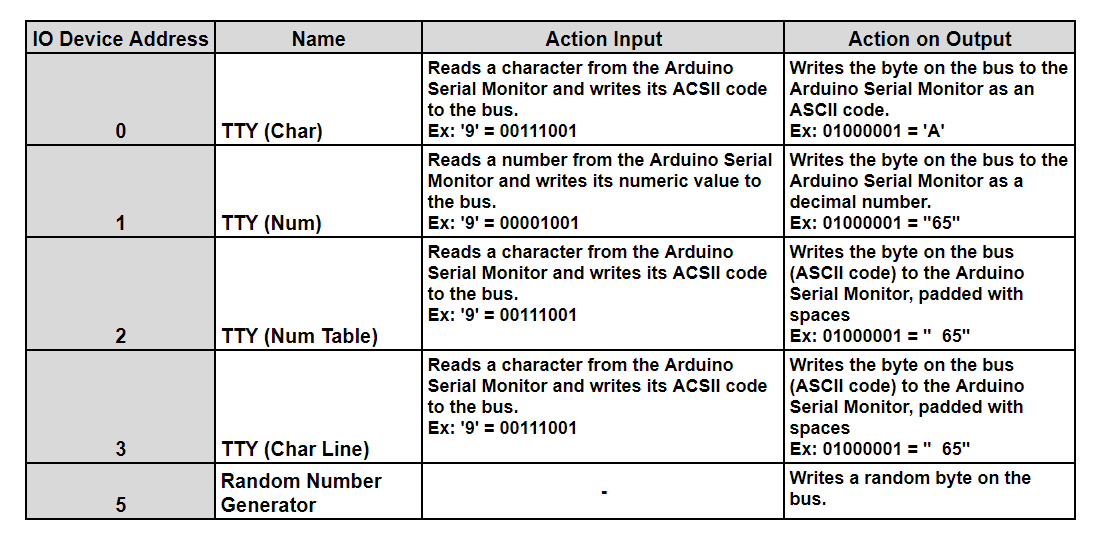 IO Device Address Name Action Input Action on Output
Reads a character from the Arduino
Serial Monitor and writes its ACSII code
to the bus.
Ex: '9' = 00111001
Writes the byte on the bus to the
Arduino Serial Monitor as an
ASCII code.
Ex: 01000001 = 'A'
0 TTY (Char)
Reads a number from the Arduino Serial
Monitor and writes its numeric value to
the bus.
Ex: '9' = 00001001
Writes the byte on the bus to the
Arduino Serial Monitor as a
decimal number.
Ex: 01000001 = "65"
1 TTY (Num)
Reads a character from the Arduino
Serial Monitor and writes its ACSII code
to the bus.
Ex: '9' = 00111001
Writes the byte on the bus
(ASCII code) to the Arduino
Serial Monitor, padded with
spaces
Ex: 01000001 = "  65"
2 TTY (Num Table)
Reads a character from the Arduino
Serial Monitor and writes its ACSII code
to the bus.
Ex: '9' = 00111001
Writes the byte on the bus
(ASCII code) to the Arduino
Serial Monitor, padded with
spaces
Ex: 01000001 = "  65"
3 TTY (Char Line)
5
Random Number
Generator
-
Writes a random byte on the
bus.